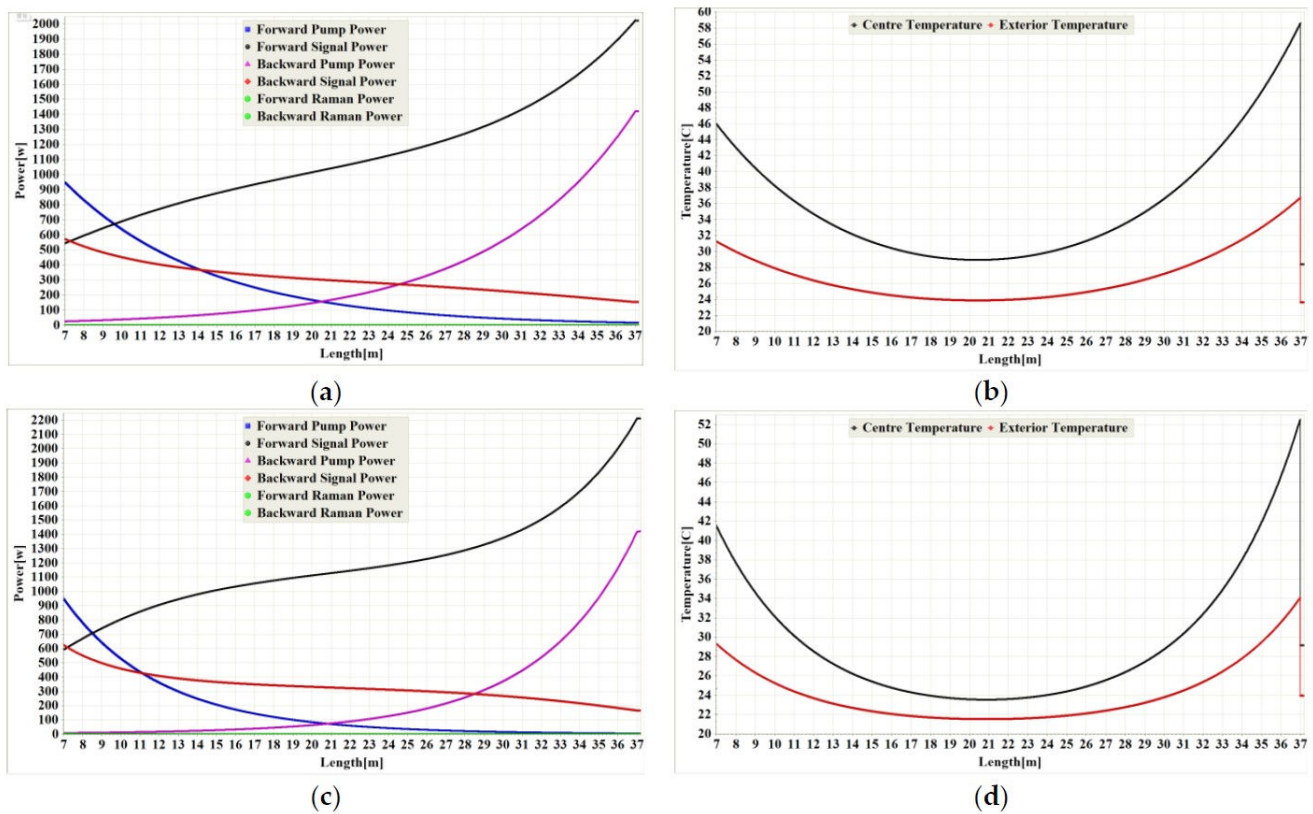 2000
1900
1800
1700
1600
1500
1400
1300
1200
1100
1000
900
800
700
600
500
400
300
200
100
0
Power[w]
Forward Pump Power
Forward Signal Power
Backward Pump Power
Backward Signal Power
Forward Raman Power
Backward Raman Power
7 8 9 10 11 12 13 14 15 16 17 18 19 20 21 22 23 24 25 26 27 28 29 30 31 32 33 34 35 36 37
Length[m]
(a)
60
58
56
54
52
50
48
46
44
42
40
38
36
34
32
30
28
26
24
22
20
Temperature[C]
Centre Temperature Exterior Temperature
7 8 9 10 11 12 13 14 15 16 17 18 19 20 21 22 23 24 25 26 27 28 29 30 31 32 33 34 35 36 37
Length[m]
(b)
2200
2100
2000
1900
1800
1700
1600
1500
1400
1300
1200
1100
1000
900
800
700
600
500
400
300
200
100
0
Power[w]
Forward Pump Power
Forward Signal Power
Backward Pump Power
Backward Signal Power
Forward Raman Power
Backward Raman Power
7 8 9 10 11 12 13 14 15 16 17 18 19 20 21 22 23 24 25 26 27 28 29 30 31 32 33 34 35 36 37
Length[m]
(c)
52
50
48
46
44
42
40
38
36
34
32
30
28
26
24
22
20
Temperature[C]
Centre Temperature Exterior Temperature
7 8 9 10 11 12 13 14 15 16 17 18 19 20 21 22 23 24 25 26 27 28 29 30 31 32 33 34 35 36 37
Length[m]
(d)